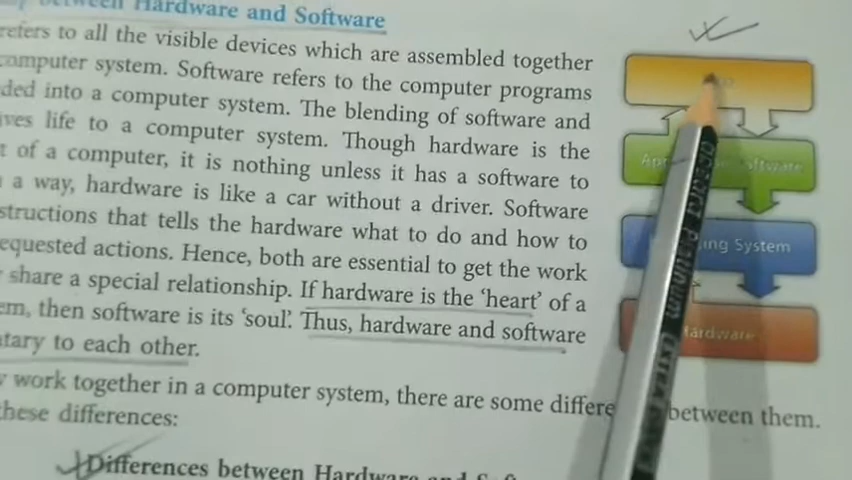 between Hardware and Software
refers to all the visible devices which are assembled together
computer system. Software refers to the computer programs
ded into a computer system. The blending of software and
ives life to a computer system. Though hardware is the
t of a computer, it is nothing unless it has a software to
a way, hardware is like a car without a driver. Software
structions that tells the hardware what to do and how to
equested actions. Hence, both are essential to get the work
share a special relationship. If hardware is the 'heart' of a
em, then software is its 'soul'. Thus, hardware and software
ntary to each other.
work together in a computer system, there are some differe between them.
these differences:
Differences between Hardware and
ftware
ing System
Hardware